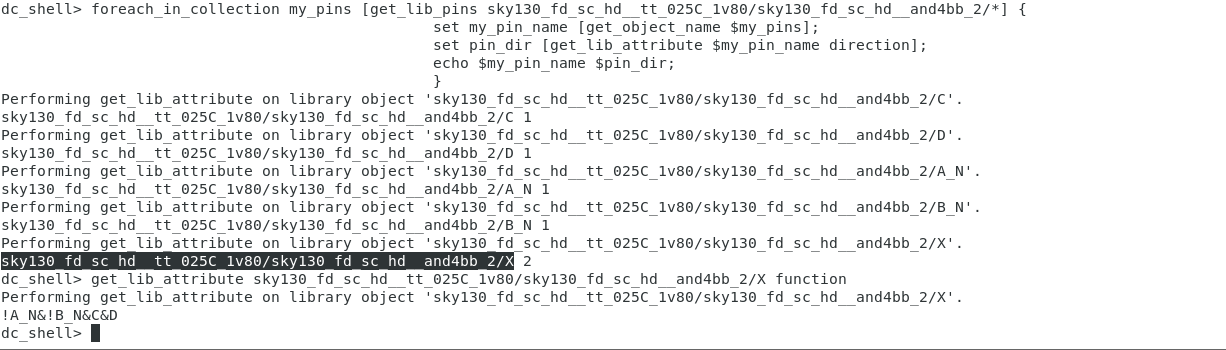 dc_shell> foreach_in_collection my_pins [get_lib_pins sky130_fd_sc_hd__tt_025C_1v80/sky130_fd_sc_hd__and4bb_2/*] {
set my_pin_name [get_object_name $my_pins];
set pin_dir [get_lib_attribute $my_pin_name direction];
echo $my_pin_name $pin_dir;
}
Performing get_lib_attribute on library object 'sky130_fd_sc_hd__tt_025C_1v80/sky130_fd_sc_hd__and4bb_2/C'.
sky130_fd_sc_hd__tt_025C_1v80/sky130_fd_sc_hd__and4bb_2/C 1
Performing get_lib_attribute on library object 'sky130_fd_sc_hd__tt_025C_1v80/sky130_fd_sc_hd__and4bb_2/D'.
sky130_fd_sc_hd__tt_025C_1v80/sky130_fd_sc_hd__and4bb_2/D 1
Performing get_lib_attribute on library object 'sky130_fd_sc_hd__tt_025C_1v80/sky130_fd_sc_hd__and4bb_2/A_N'.
sky130_fd_sc_hd__tt_025C_1v80/sky130_fd_sc_hd__and4bb_2/A_N 1
Performing get_lib_attribute on library object 'sky130_fd_sc_hd__tt_025C_1v80/sky130_fd_sc_hd__and4bb_2/B_N'.
sky130_fd_sc_hd__tt_025C_1v80/sky130_fd_sc_hd__and4bb_2/B_N 1
Performing get_lib_attribute on library object 'sky130_fd_sc_hd__tt_025C_1v80/sky130_fd_sc_hd__and4bb_2/X'.
sky130_fd_sc_hd__tt_025C_1v80/sky130_fd_sc_hd__and4bb_2/X 2
dc_shell> get_lib_attribute sky130_fd_sc_hd__tt_025C_1v80/sky130_fd_sc_hd__and4bb_2/X function
Performing get_lib_attribute on library object 'sky130_fd_sc_hd__tt_025C_1v80/sky130_fd_sc_hd__and4bb_2/X'.
!A_N&!B_N&C&D
dc_shell>